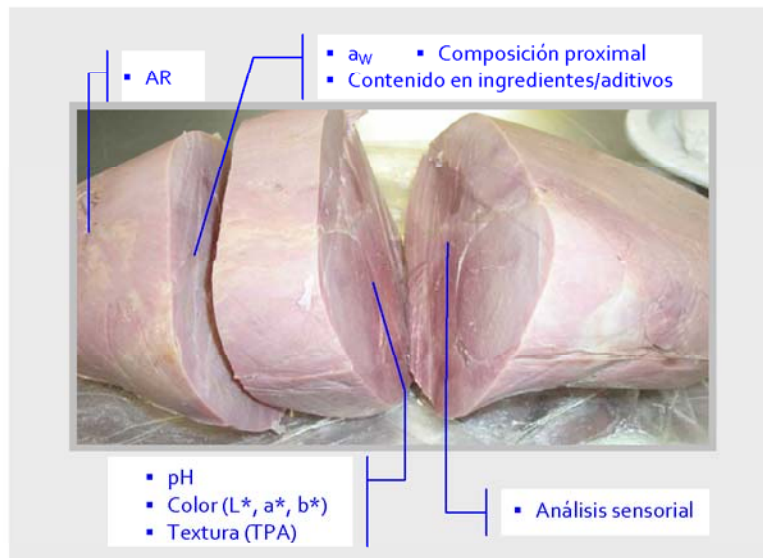 ▪ AR
▪ aW ▪ Composición proximal
▪ Contenido en ingredientes/aditivos
▪ pH
▪ Color (L*, a*, b*)
▪ Textura (TPA)
▪ Análisis sensorial